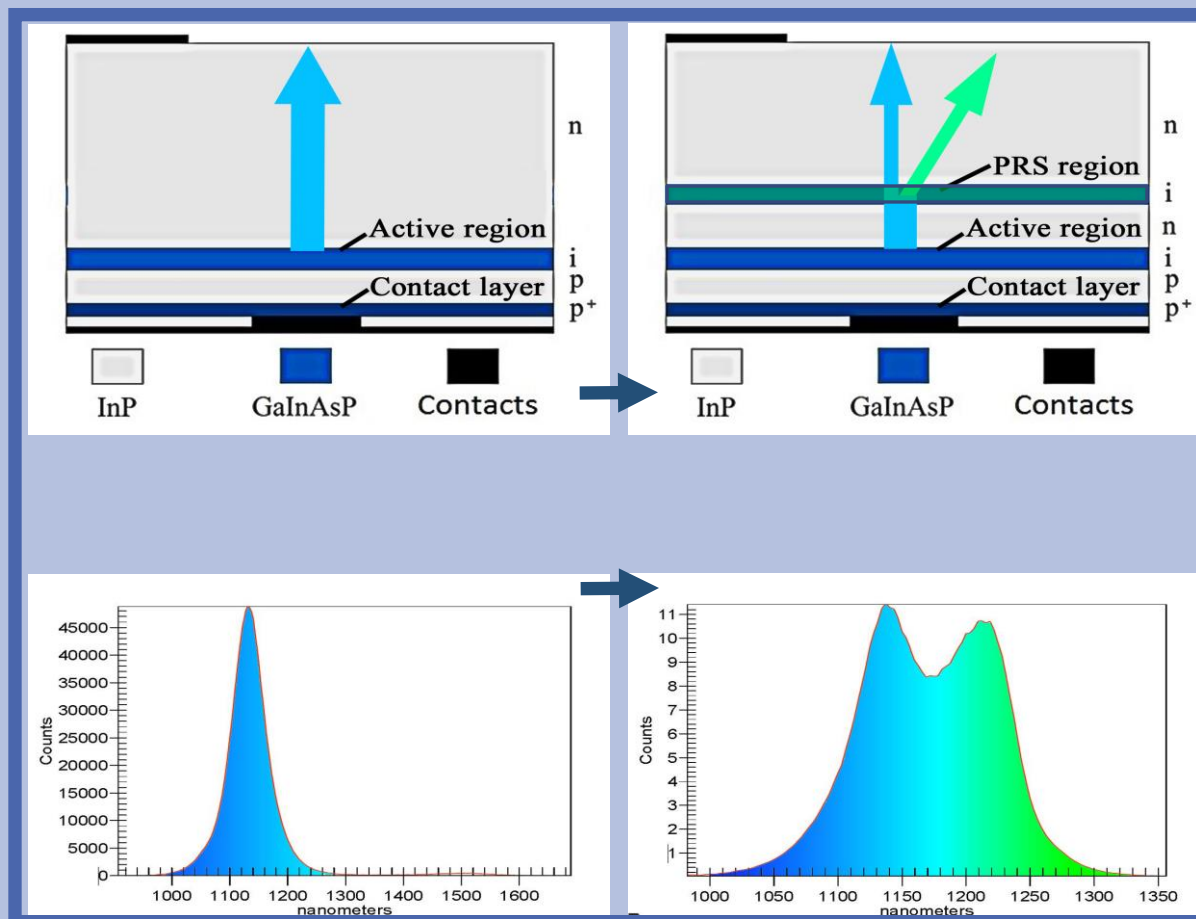 n
Active region
i
p
Contact layer
p+
InP
GaInAsP
Contacts
n
PRS region
i
n
Active region
i
p
Contact layer
p+
InP
GaInAsP
Contacts
45000
40000
35000
30000
25000
20000
15000
10000
5000
0
Counts
1000 1100 1200 1300 1400 1500 1600
nanometers
11
10
9
8
7
6
5
4
3
2
1
Counts
1000 1050 1100 1150 1200 1250 1300 1350
nanometers